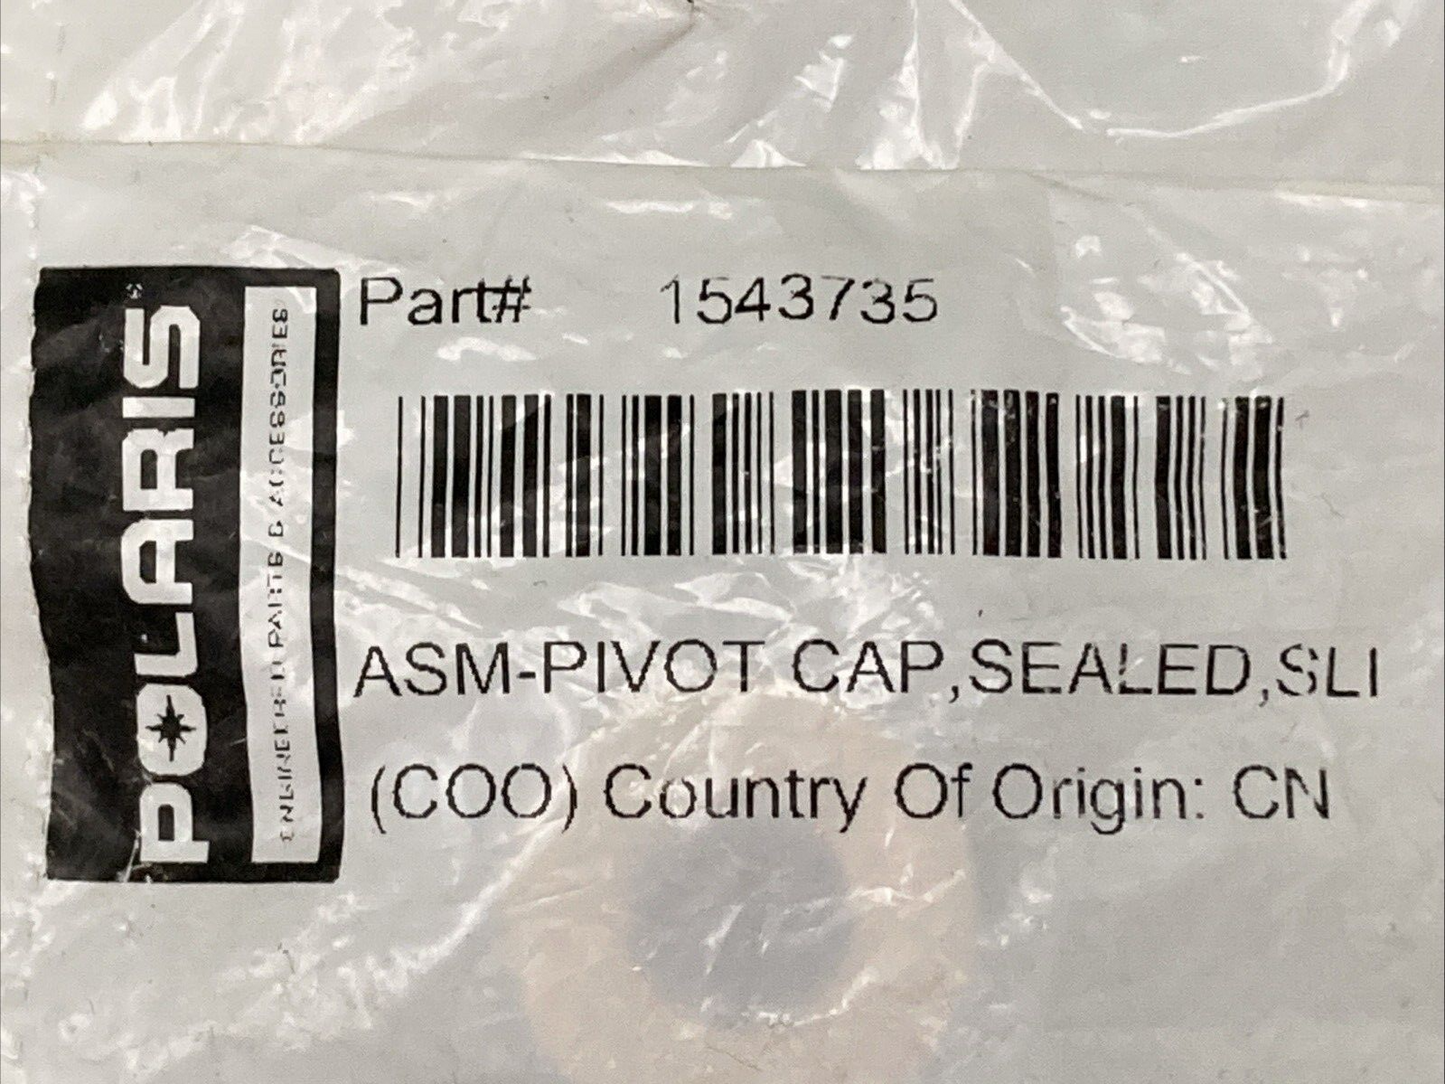 POLARIS
ENGINEERED PARTS & ACCESSORIES
Part# 1543735
ASM-PIVOT CAP,SEALED,SLI
(COO) Country Of Origin: CN